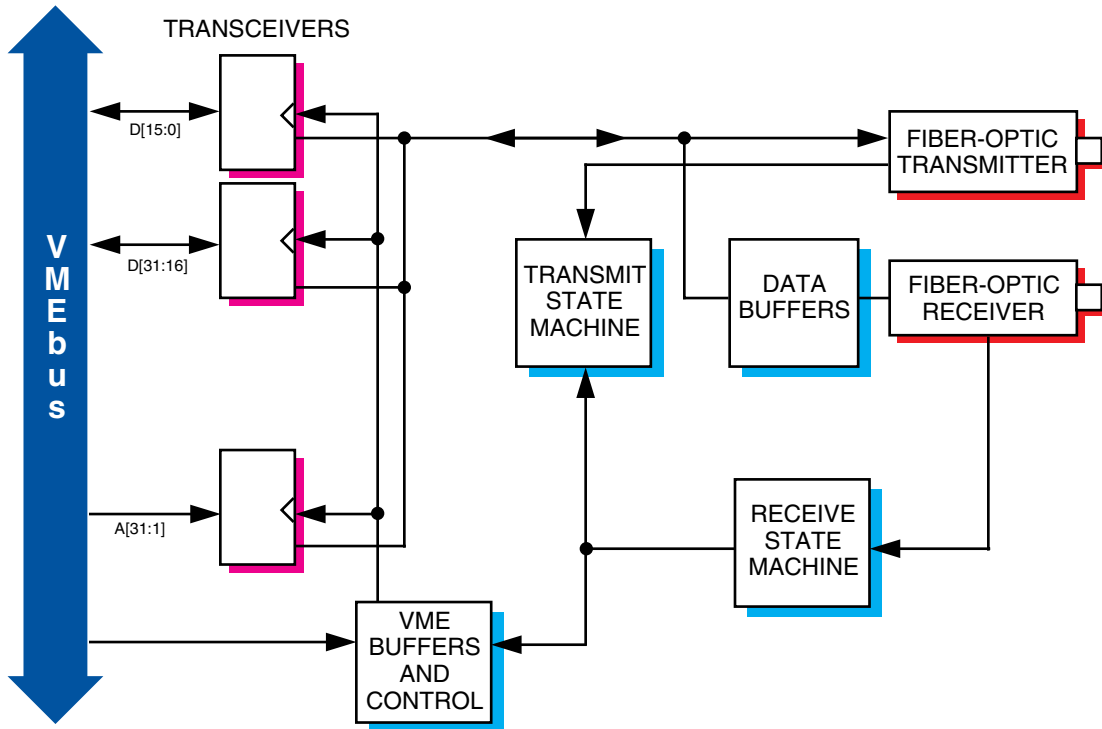 TRANSCEIVERS
D[15:0]
D[31:16]
A[31:1]
VMEbus
FIBER-OPTIC
TRANSMITTER
TRANSMIT
STATE
MACHINE
DATA
BUFFERS
FIBER-OPTIC
RECEIVER
RECEIVE
STATE
MACHINE
VME
BUFFERS
AND
CONTROL